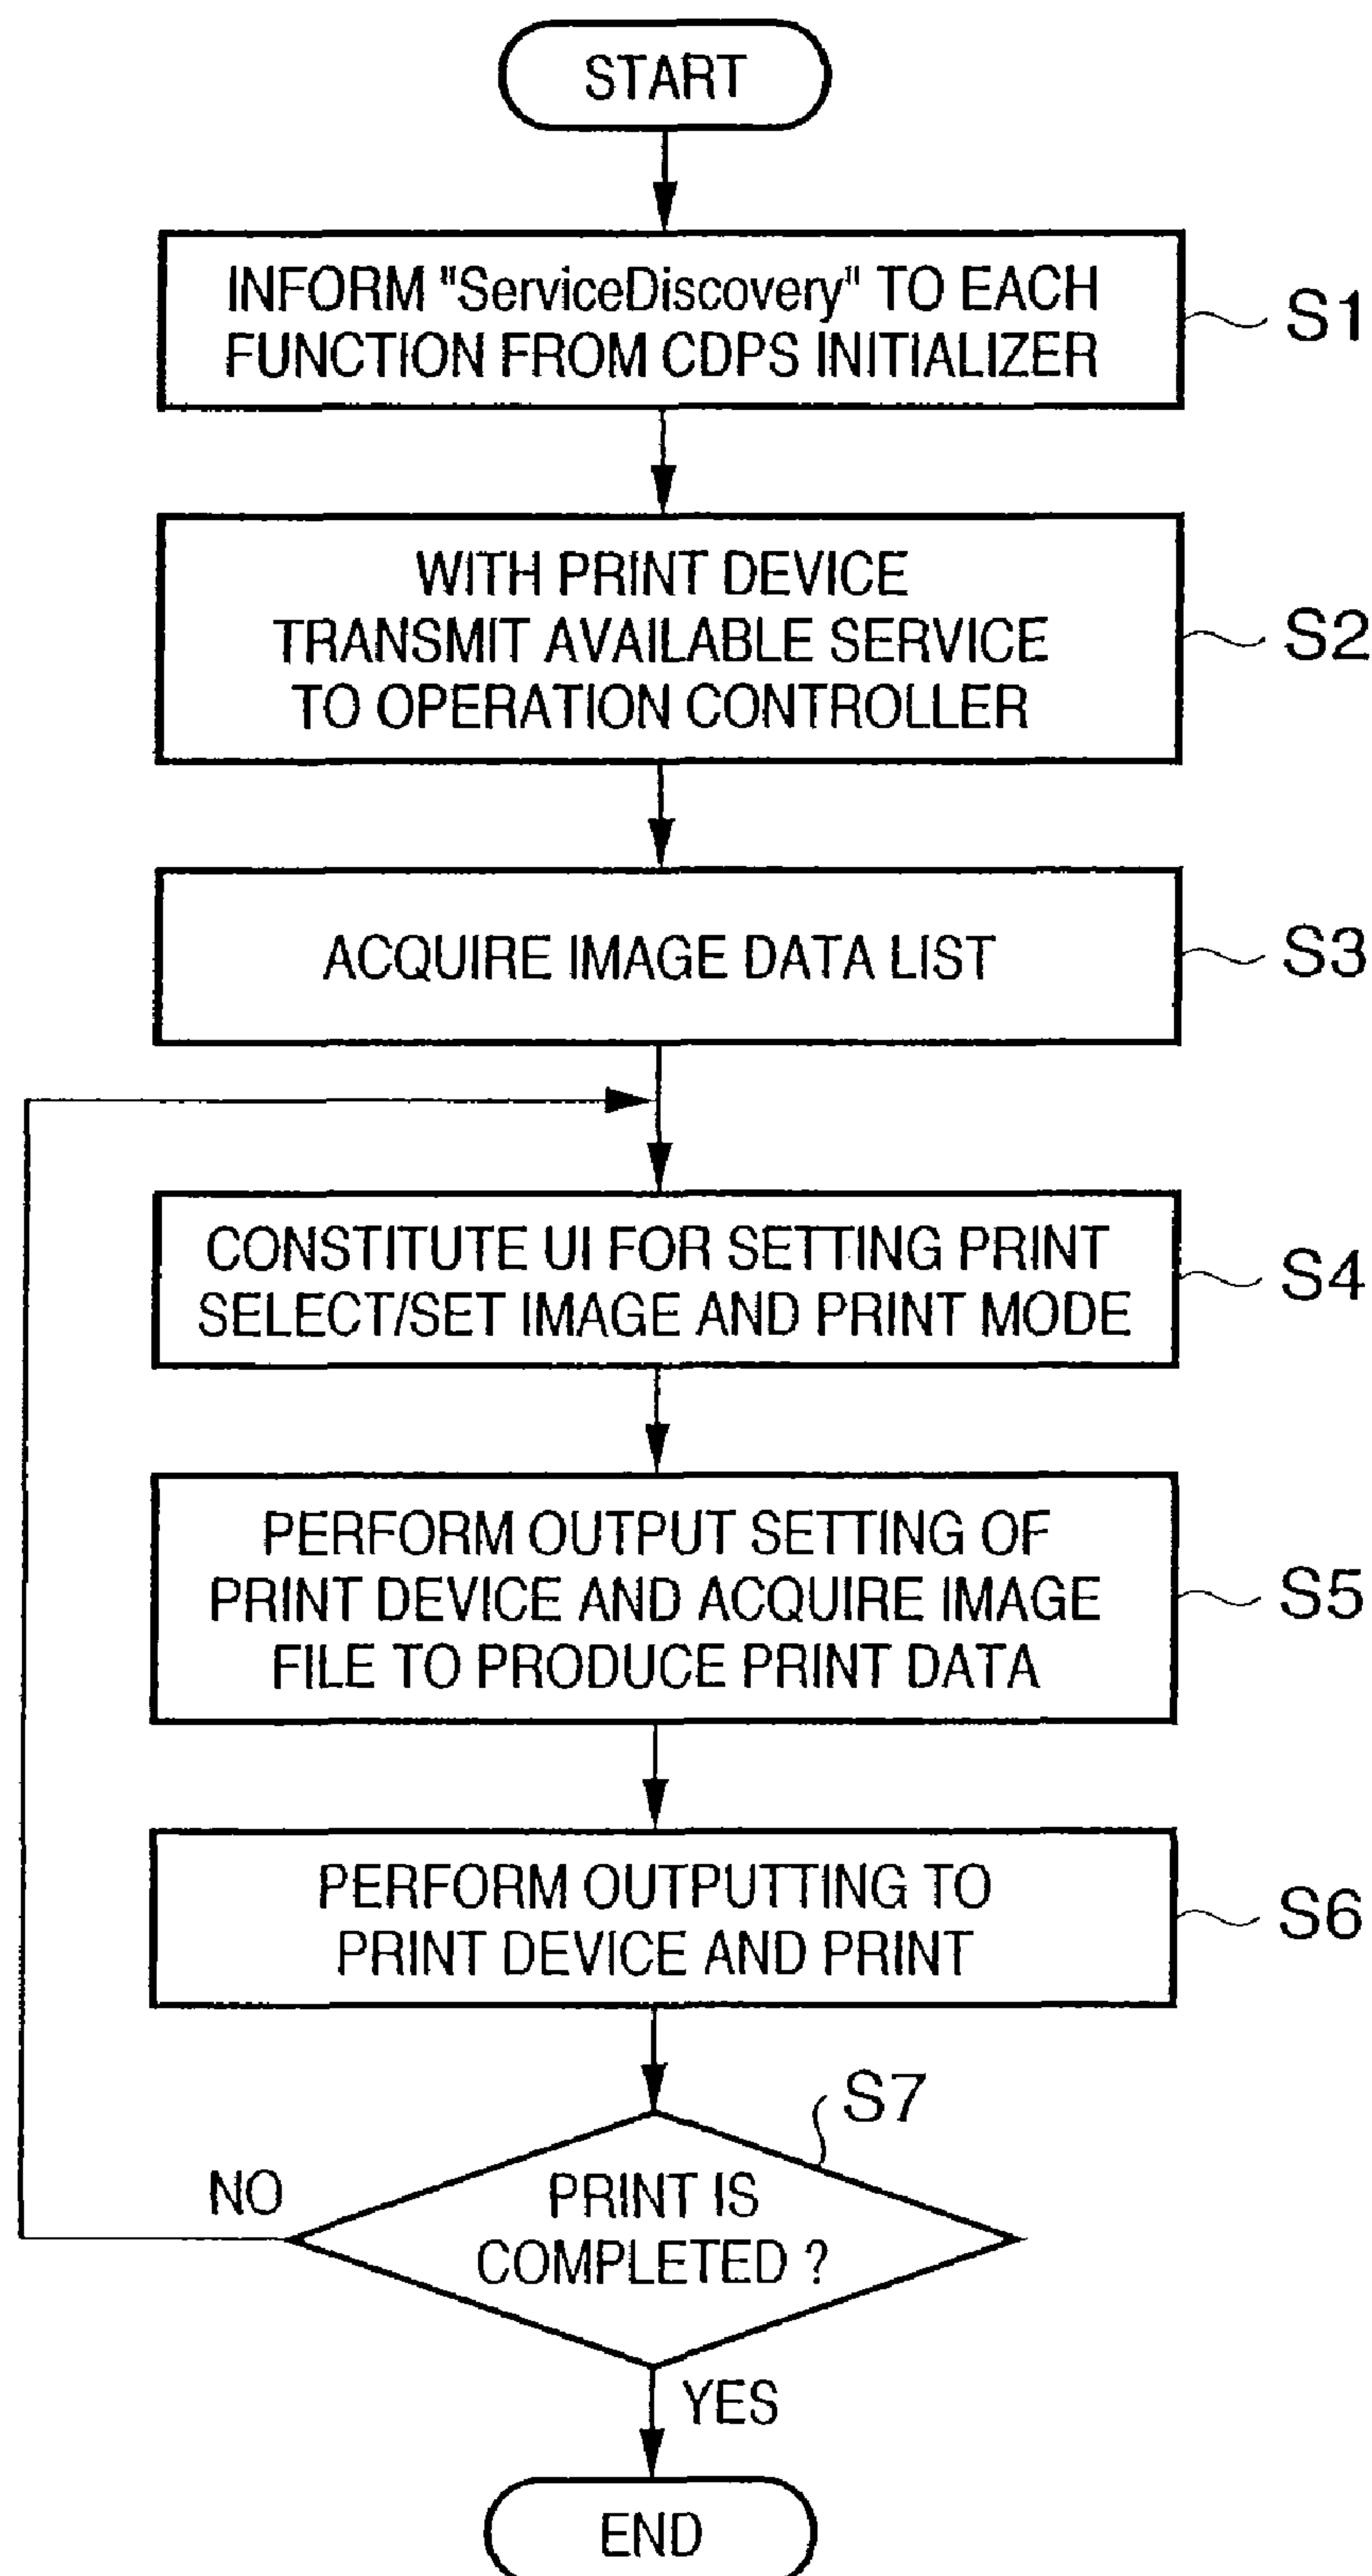 START
INFORM "ServiceDiscovery" TO EACH
FUNCTION FROM CDPS INITIALIZER
S1
WITH PRINT DEVICE
TRANSMIT AVAILABLE SERVICE
TO OPERATION CONTROLLER
S2
ACQUIRE IMAGE DATA LIST
S3
CONSTITUTE UI FOR SETTING PRINT
SELECT/SET IMAGE AND PRINT MODE
S4
PERFORM OUTPUT SETTING OF
PRINT DEVICE AND ACQUIRE IMAGE
FILE TO PRODUCE PRINT DATA
S5
PERFORM OUTPUTTING TO
PRINT DEVICE AND PRINT
S6
S7
NO
PRINT IS
COMPLETED ?
YES
END